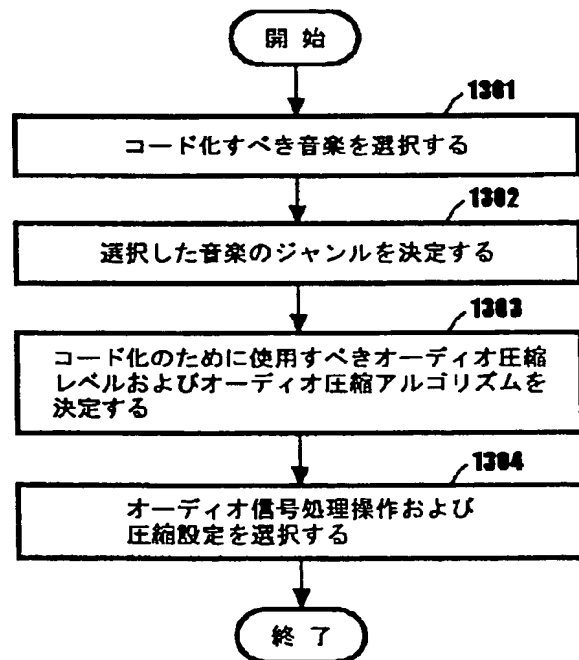 開始
1301
コード化すべき音楽を選択する
1302
選択した音楽のジャンルを決定する
1303
コード化のために使用すべきオーディオ圧縮
レベルおよびオーディオ圧縮アルゴリズムを
決定する
1304
オーディオ信号処理操作および
圧縮設定を選択する
終了